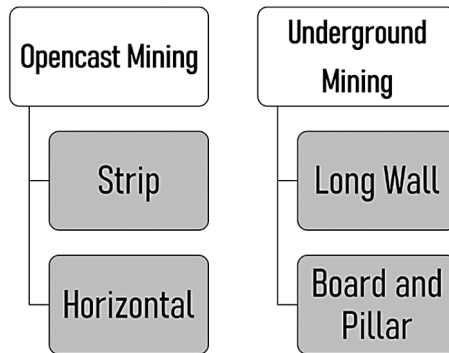 Opencast Mining
Strip
Horizontal
Underground
Mining
Long Wall
Board and
Pillar